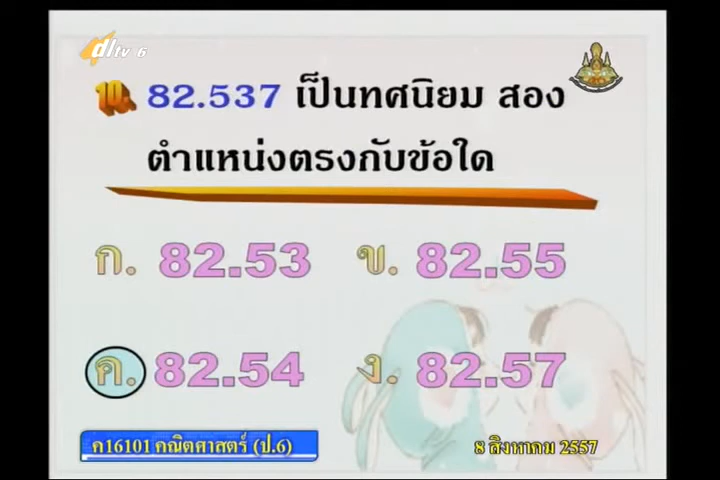 dltv 6
10. 82.537 เป็นทศนิยม สอง
ตำแหน่งตรงกับข้อใด
ก. 82.53 ข. 82.55
ค. 82.54 ง. 82.57
ค16101 คณิตศาสตร์ (ป.6) 8 สิงหาคม 2557